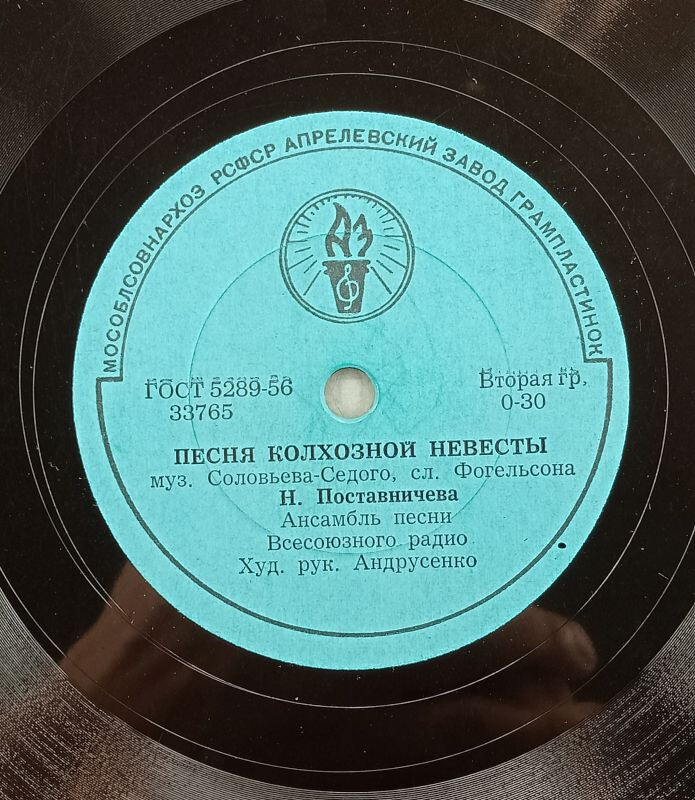 МОСОБЛСОВНАРХОЗ РСФСР АПРЕЛЕВСКИЙ ЗАВОД ГРАМПЛАСТИНОК
АЗ
ГОСТ 5289-56
33765
Вторая гр.
0-30
ПЕСНЯ КОЛХОЗНОЙ НЕВЕСТЫ
муз. Соловьева-Седого, сл. Фогельсона
Н. Поставничева
Ансамбль песни
Всесоюзного радио
Худ. рук. Андрусенко